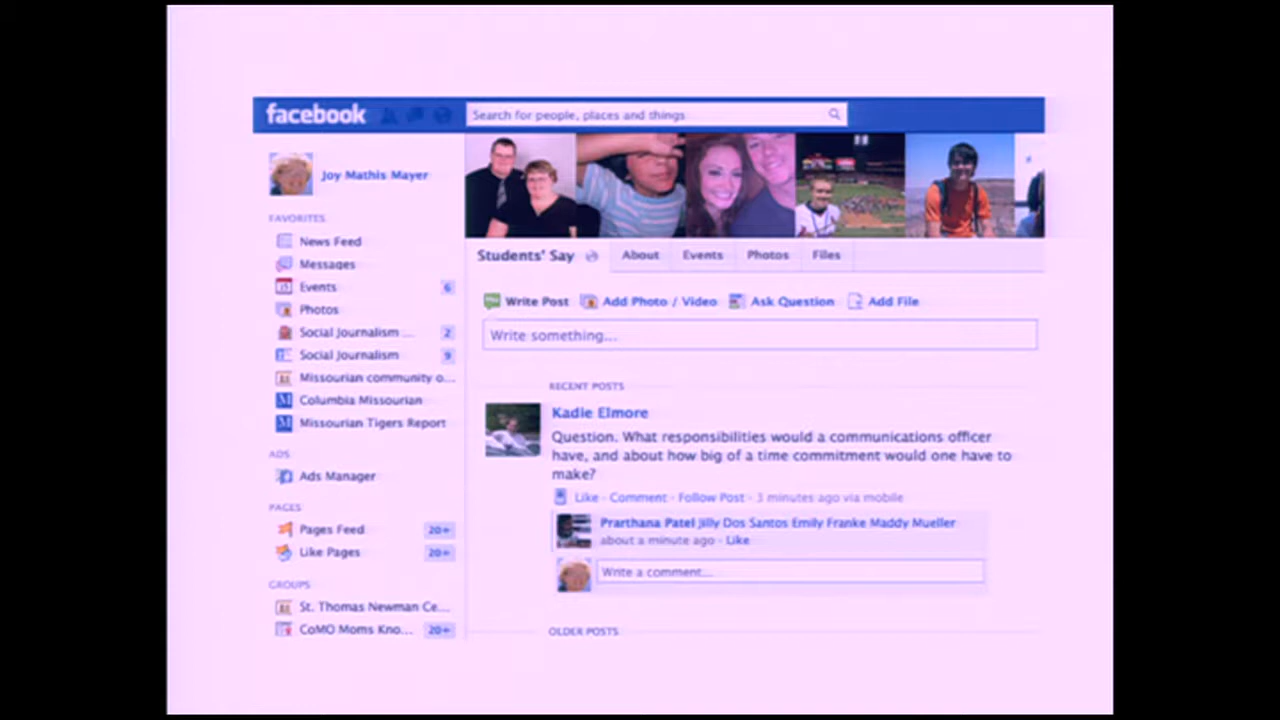 facebook
Search for people, places and things
Joy Mathis Mayer
FAVORITES
News Feed
Messages
Events 6
Photos
Social Journalism ... 2
Social Journalism 9
Missourian community o...
Columbia Missourian
Missourian Tigers Report
ADS
Ads Manager
PAGES
Pages Feed 20+
Like Pages 20+
GROUPS
St. Thomas Newman Ce...
CoMO Moms Kno... 20+
Students' Say About Events Photos Files
Write Post Add Photo / Video Ask Question Add File
Write something...
RECENT POSTS
Kadie Elmore
Question. What responsibilities would a communications officer
have, and about how big of a time commitment would one have to
make?
Like · Comment · Follow Post · 3 minutes ago via mobile
Prarthana Patel Jilly Dos Santos Emily Franke Maddy Mueller
about a minute ago · Like
Write a comment...
OLDER POSTS